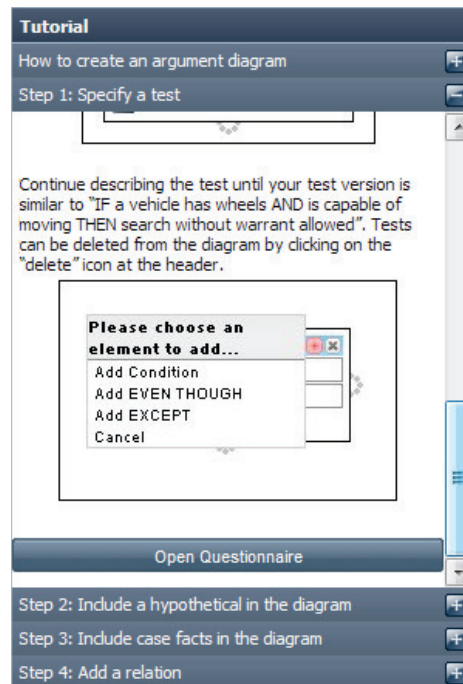 Tutorial
How to create an argument diagram
Step 1: Specify a test
Continue describing the test until your test version is
similar to "IF a vehicle has wheels AND is capable of
moving THEN search without warrant allowed". Tests
can be deleted from the diagram by clicking on the
"delete" icon at the header.
Please choose an
element to add...
Add Condition
Add EVEN THOUGH
Add EXCEPT
Cancel
Open Questionnaire
Step 2: Include a hypothetical in the diagram
Step 3: Include case facts in the diagram
Step 4: Add a relation